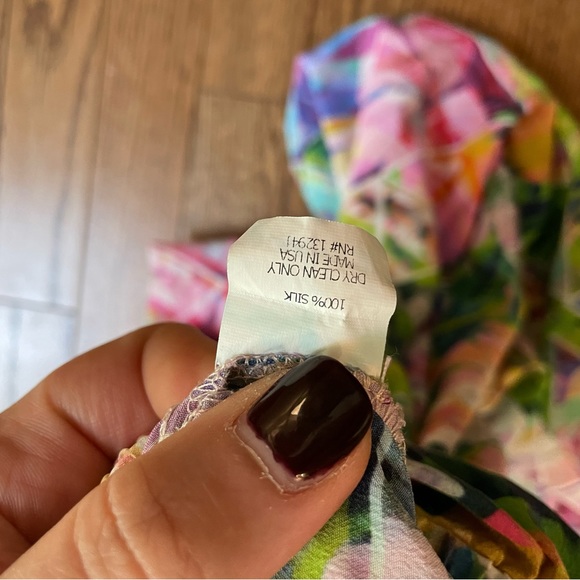 100% SILK
DRY CLEAN ONLY
MADE IN USA
RN# 132941